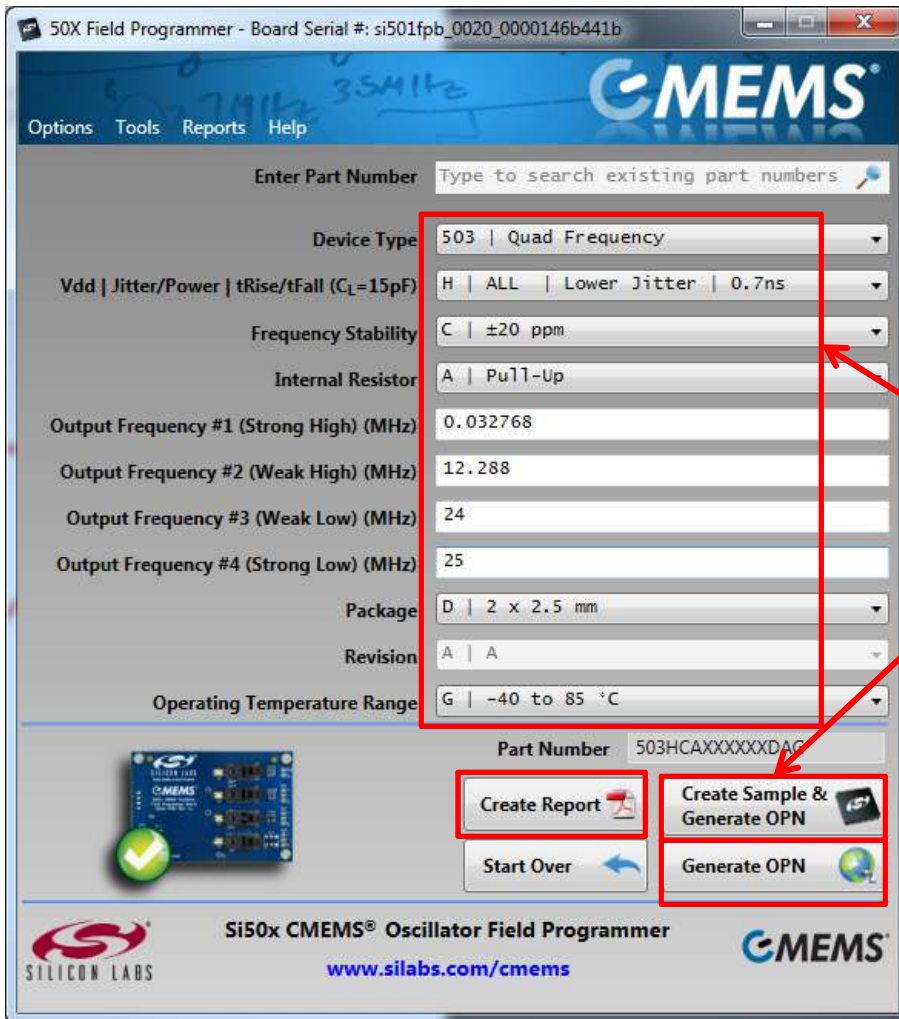 50X Field Programmer - Board Serial #: si501fpb_0020_0000146b441b
35MHz
CMEMS®
Options Tools Reports Help
Enter Part Number Type to search existing part numbers
Device Type 503 | Quad Frequency
Vdd | Jitter/Power | tRise/tFall (CL=15pF) H | ALL | Lower Jitter | 0.7ns
Frequency Stability C | ±20 ppm
Internal Resistor A | Pull-Up
Output Frequency #1 (Strong High) (MHz) 0.032768
Output Frequency #2 (Weak High) (MHz) 12.288
Output Frequency #3 (Weak Low) (MHz) 24
Output Frequency #4 (Strong Low) (MHz) 25
Package D | 2 x 2.5 mm
Revision A | A
Operating Temperature Range G | -40 to 85 °C
Part Number 503HCAXXXXXXDAG
SILICON LABS
CMEMS
Create Report
Create Sample &
Generate OPN
Start Over
Generate OPN
Si50x CMEMS® Oscillator Field Programmer
www.silabs.com/cmems
SILICON LABS
CMEMS